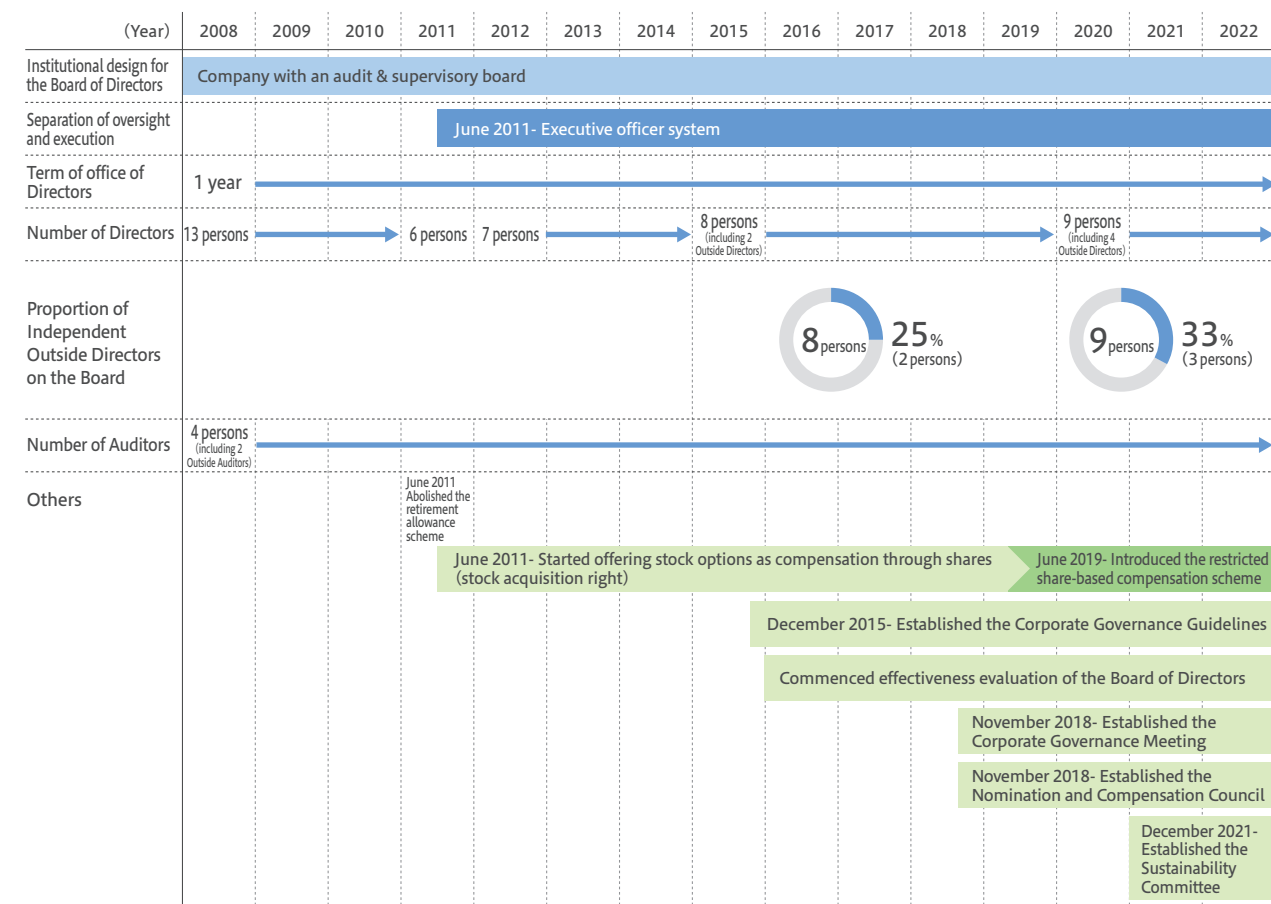 (Year) 2008 2009 2010 2011 2012 2013 2014 2015 2016 2017 2018 2019 2020 2021 2022
Institutional design for
the Board of Directors
Company with an audit & supervisory board
Separation of oversight
and execution
June 2011- Executive officer system
Term of office of
Directors
1 year
Number of Directors
13 persons
6 persons
7 persons
8 persons
(including 2
Outside Directors)
9 persons
(including 4
Outside Directors)
Proportion of
Independent
Outside Directors
on the Board
8 persons
25%
(2 persons)
9 persons
33%
(3 persons)
Number of Auditors
4 persons
(including 2
Outside Auditors)
Others
June 2011
Abolished the
retirement
allowance
scheme
June 2011- Started offering stock options as compensation through shares
(stock acquisition right)
June 2019- Introduced the restricted
share-based compensation scheme
December 2015- Established the Corporate Governance Guidelines
Commenced effectiveness evaluation of the Board of Directors
November 2018- Established the
Corporate Governance Meeting
November 2018- Established the
Nomination and Compensation Council
December 2021-
Established the
Sustainability
Committee